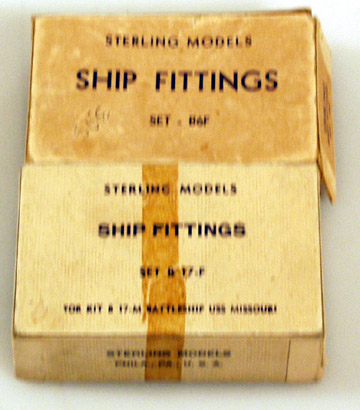 STERLING MODELS
SHIP FITTINGS
SET - B6F
STERLING MODELS
SHIP FITTINGS
SET B-17-F
FOR KIT B 17-M BATTLESHIP USS MISSOURI
STERLING MODELS
PHILA., PA., U. S. A.